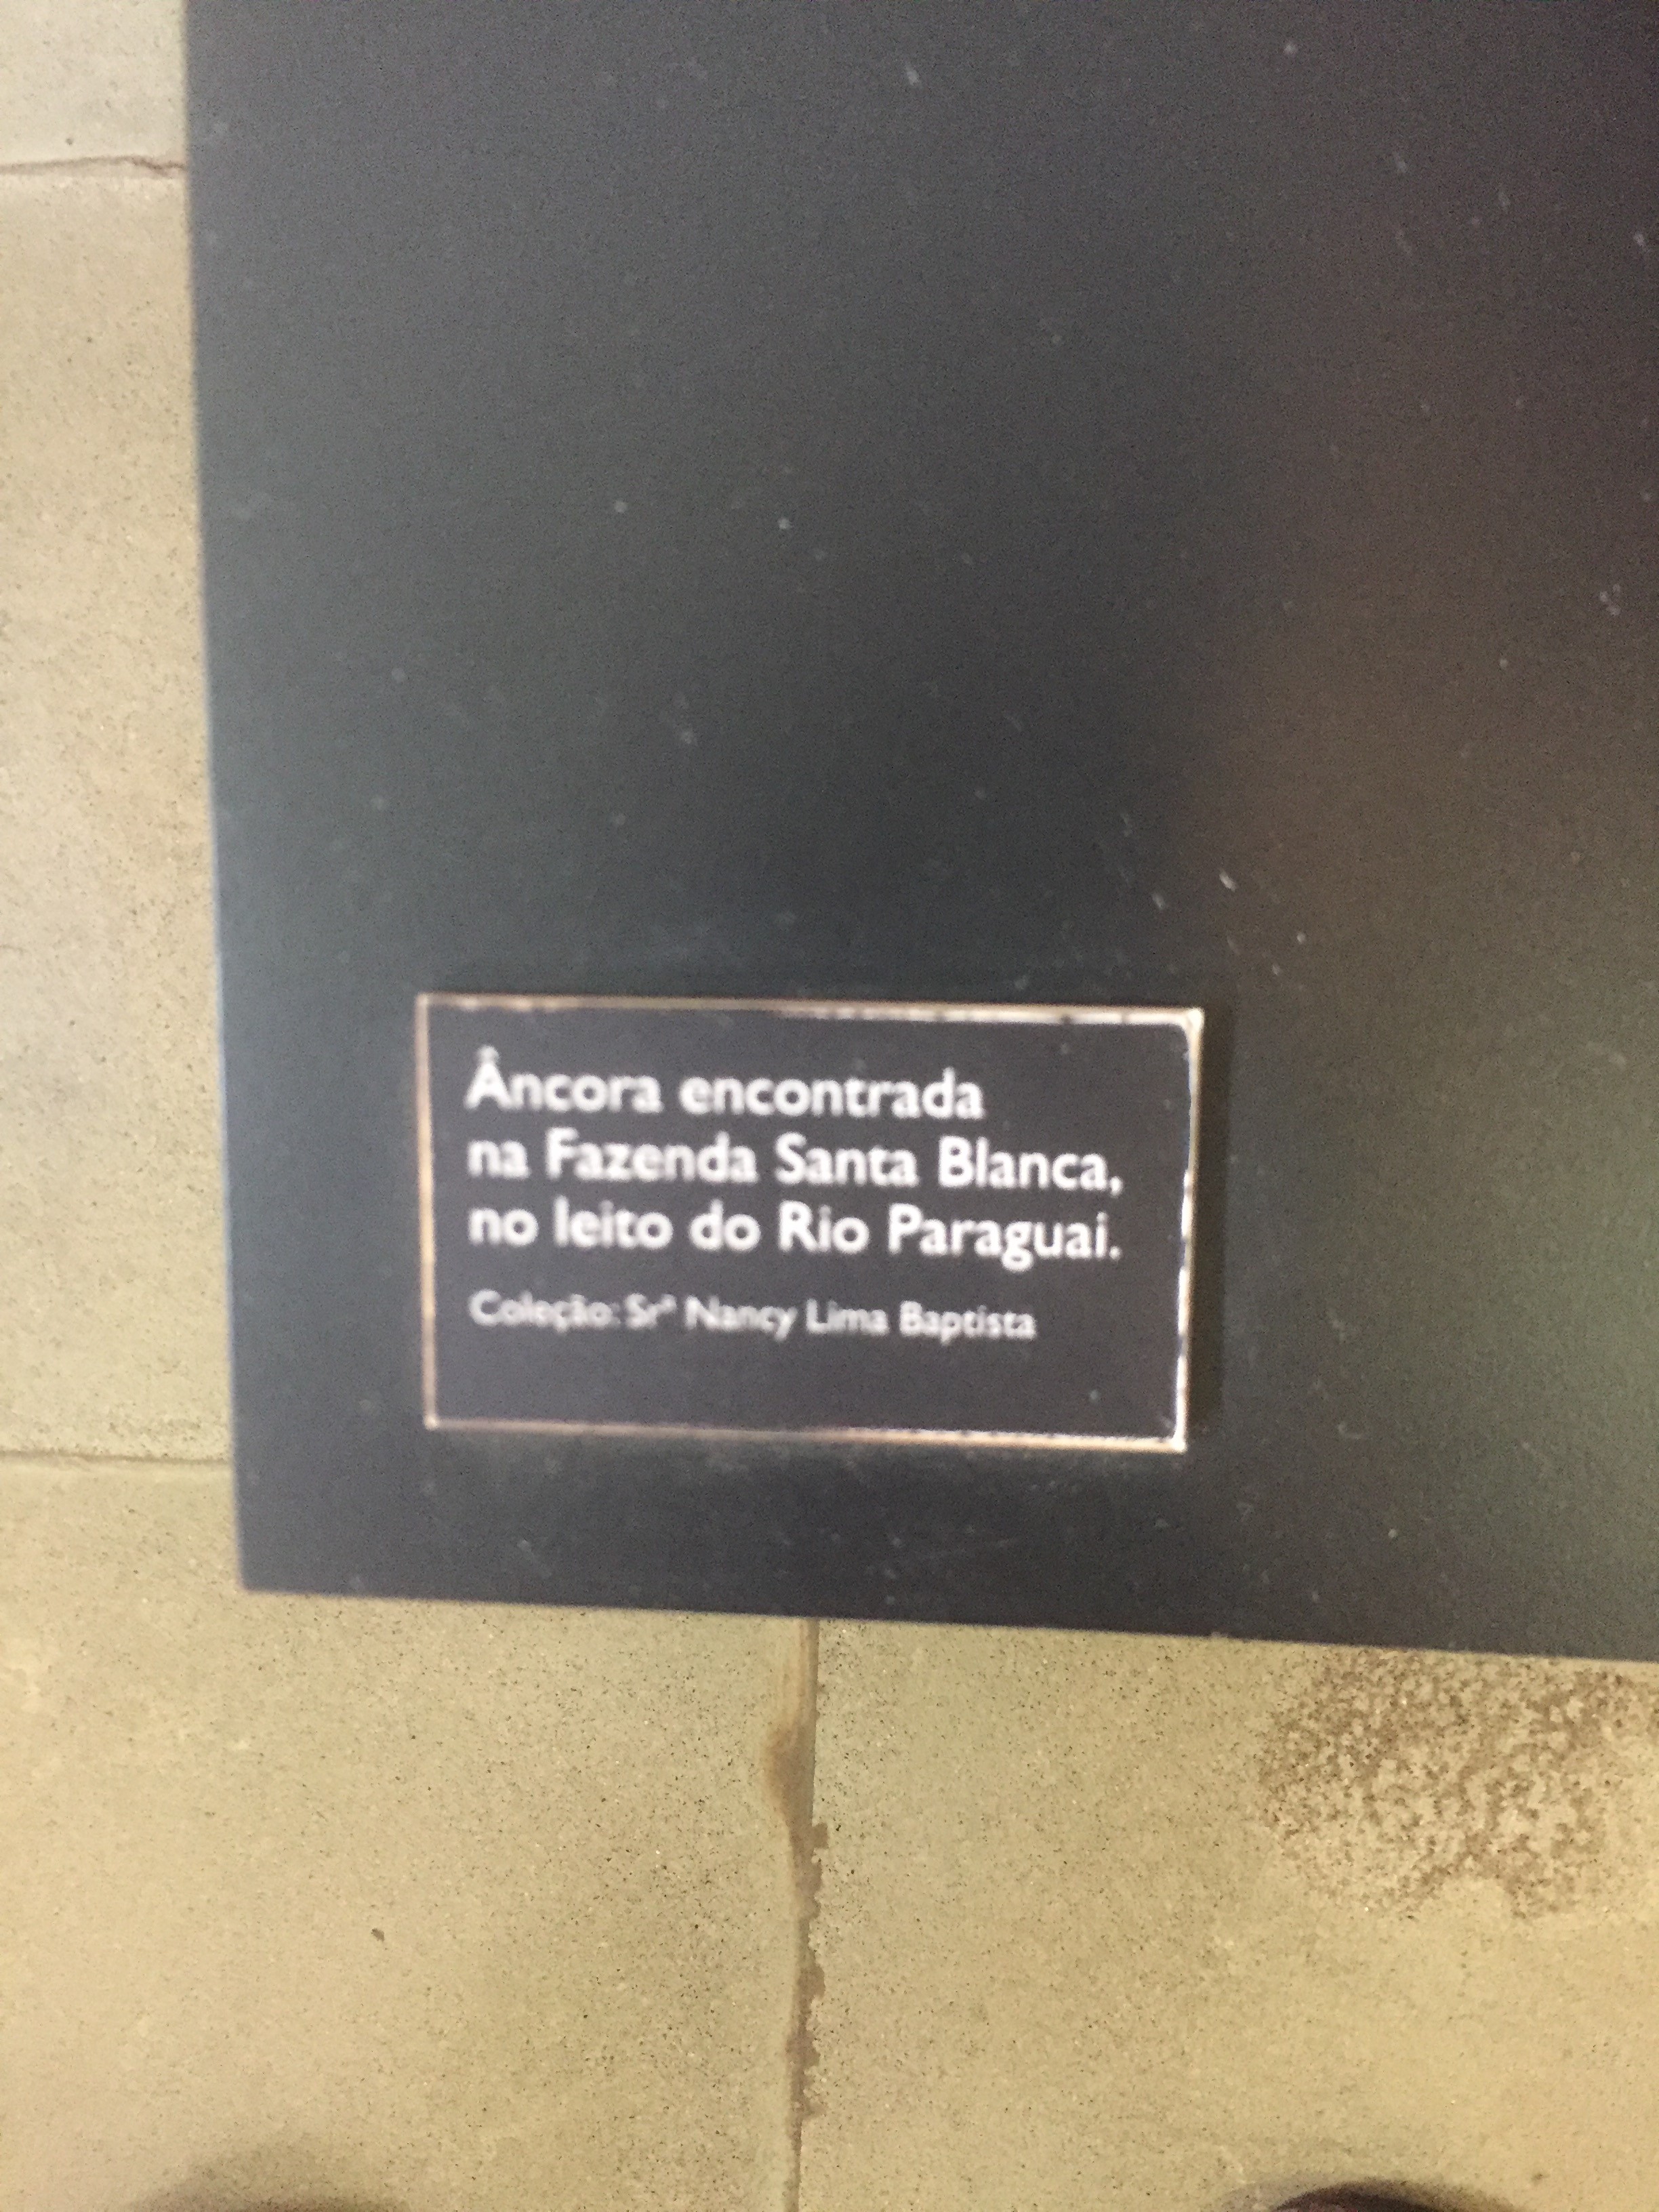 Âncora encontrada
na Fazenda Santa Blanca,
no leito do Rio Paraguai.
Coleção: Srª Nancy Lima Baptista